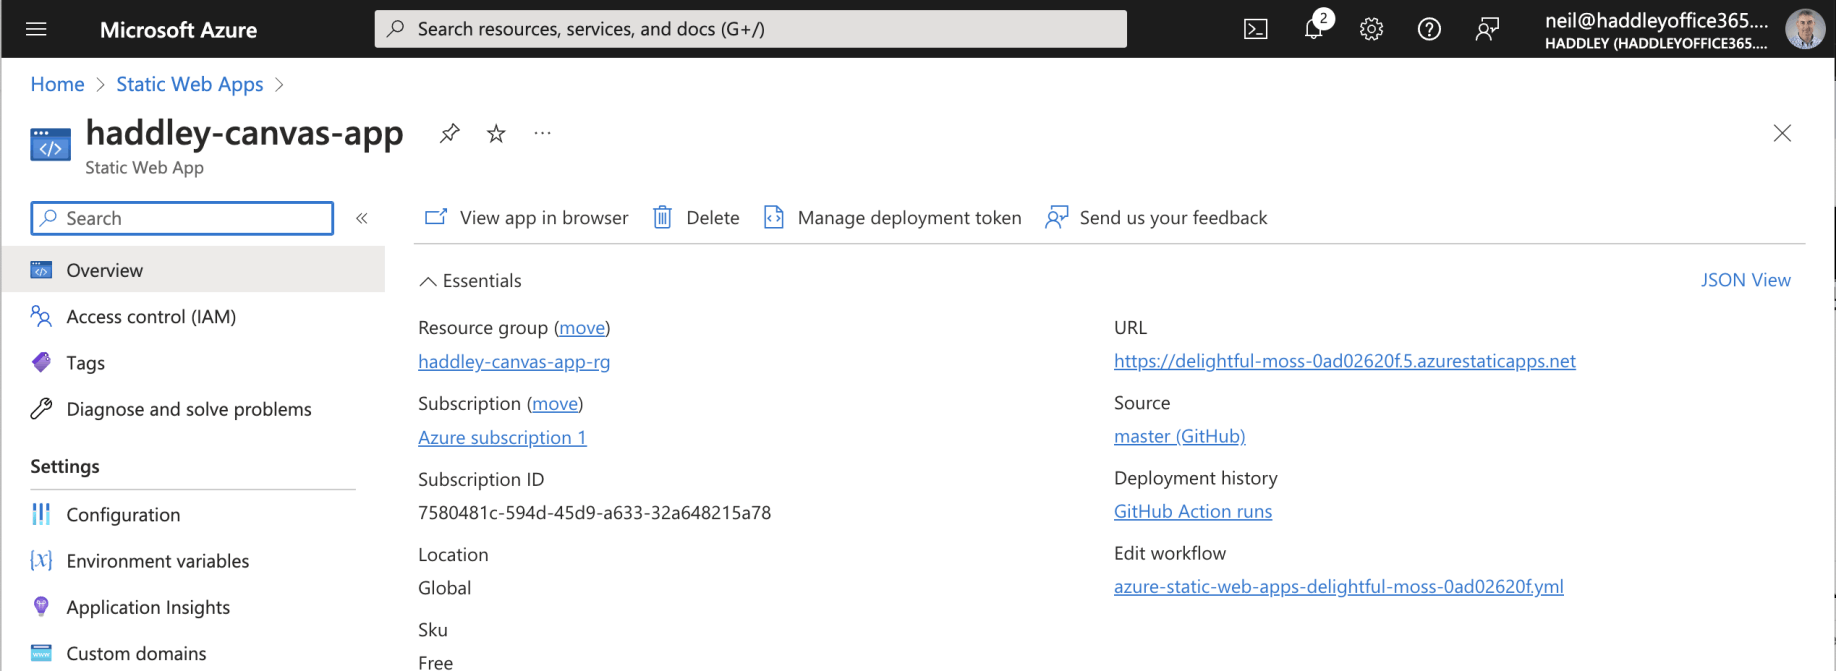 Microsoft Azure
Search resources, services, and docs (G+/)
2
neil@haddleyoffice365....
HADDLEY (HADDLEYOFFICE365....
Home > Static Web Apps >
haddley-canvas-app
Static Web App
Search
View app in browser
Delete
Manage deployment token
Send us your feedback
Overview
Access control (IAM)
Tags
Diagnose and solve problems
Settings
Configuration
Environment variables
Application Insights
Custom domains
Essentials
JSON View
Resource group (move)
haddley-canvas-app-rg
Subscription (move)
Azure subscription 1
Subscription ID
7580481c-594d-45d9-a633-32a648215a78
Location
Global
Sku
Free
URL
https://delightful-moss-0ad02620f.5.azurestaticapps.net
Source
master (GitHub)
Deployment history
GitHub Action runs
Edit workflow
azure-static-web-apps-delightful-moss-0ad02620f.yml